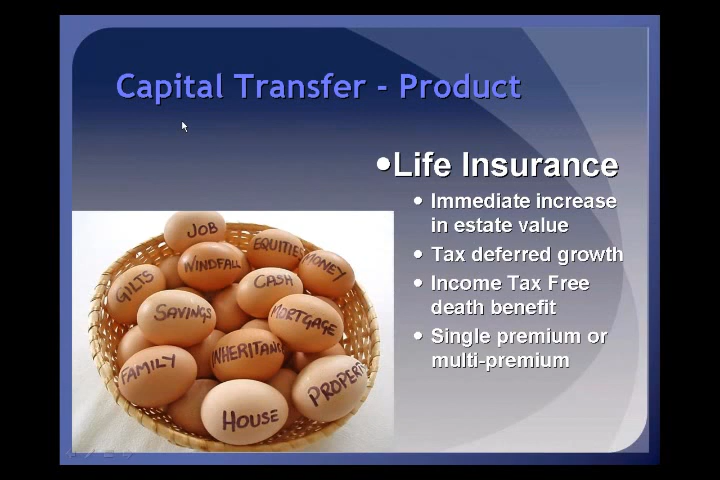 Capital Transfer - Product
•Life Insurance
• Immediate increase
in estate value
• Tax deferred growth
• Income Tax Free
death benefit
• Single premium or
multi-premium
JOB
EQUITIES
MONEY
WINDFALL
GILTS
CASH
SAVINGS
MORTGAGE
INHERITANCE
FAMILY
PROPERTY
HOUSE